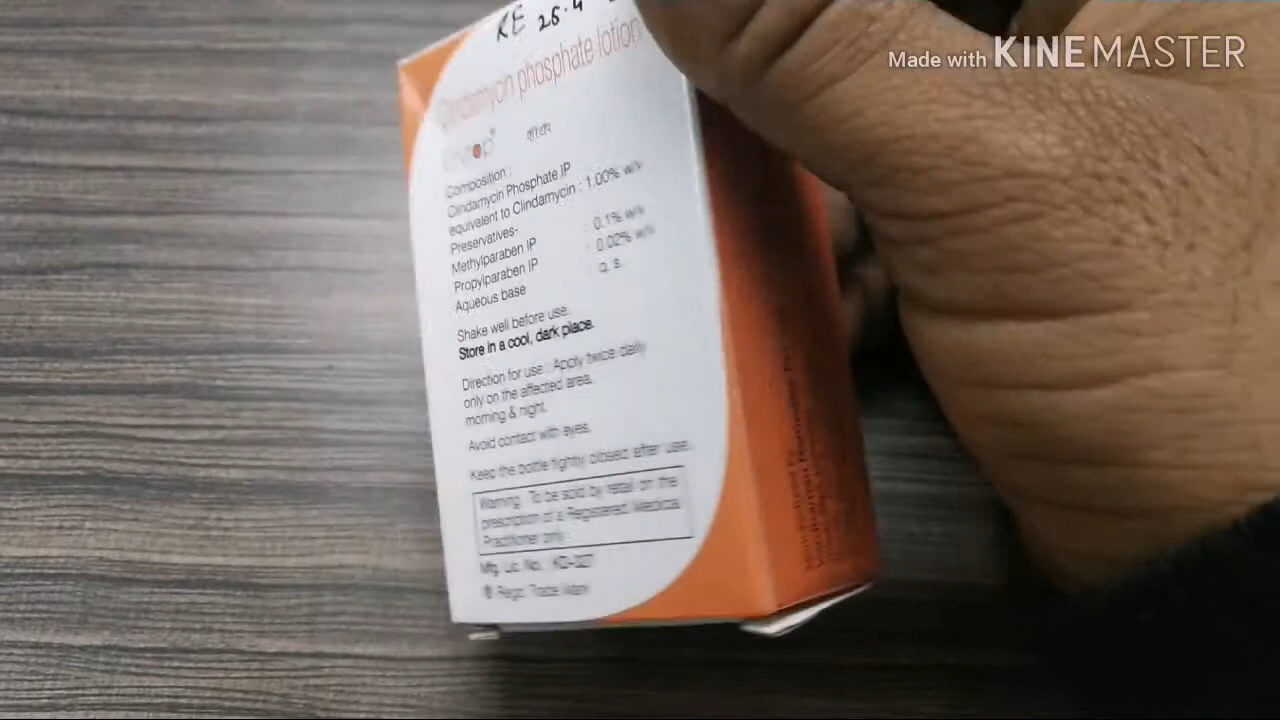 Made with KINEMASTER
RE 26.4
Clindamycin phosphate lotion
Composition :
Clindamycin Phosphate IP
equivalent to Clindamycin : 1.00% w/v
Preservatives-
Methylparaben IP : 0.1% w/v
Propylparaben IP : 0.02% w/v
Aqueous base q. s.
Shake well before use.
Store in a cool, dark place.
Direction for use : Apply twice daily
only on the affected area,
morning & night.
Avoid contact with eyes.
Keep the bottle tightly closed after use.
Warning: To be sold by retail on the
prescription of a Registered Medical
Practitioner only.
Mfg. Lic. No.: KD-327
® Regd. Trade Mark